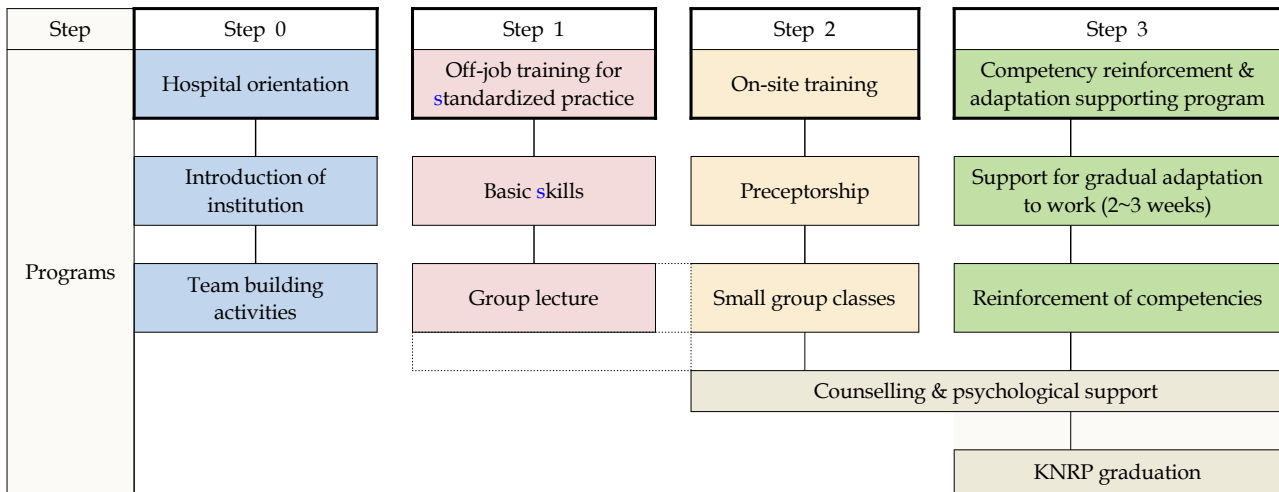 Step
Step 0
Step 1
Step 2
Step 3
Programs
Hospital orientation
Off-job training for
standardized practice
On-site training
Competency reinforcement &
adaptation supporting program
Introduction of
institution
Basic skills
Preceptorship
Support for gradual adaptation
to work (2~3 weeks)
Team building
activities
Group lecture
Small group classes
Reinforcement of competencies
Counselling & psychological support
KNRP graduation